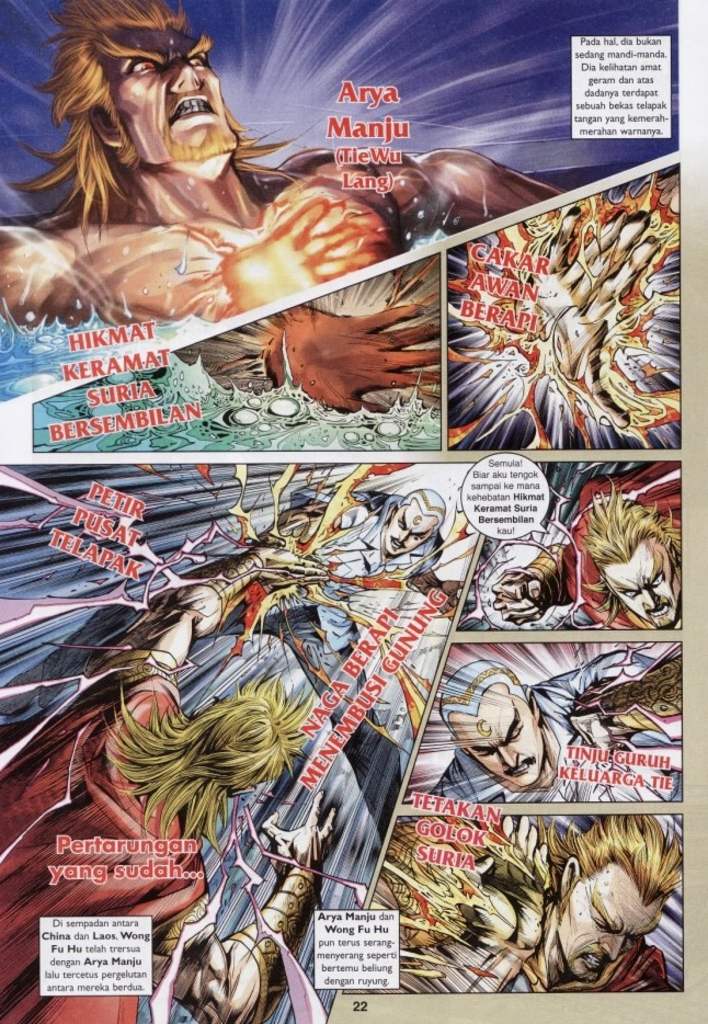 Pada hal, dia bukan
sedang mandi-manda.
Dia kelihatan amat
geram dan atas
dadanya terdapat
sebuah bekas telapak
tangan yang kemerah-
merahan warnanya.
Arya
Manju
(TieWu
Lang)
HIKMAT
KERAMAT
SURIA
BERSEMBILAN
CAKAR
AWAN
BERAPI
PETIR
PUSAT
TELAPAK
NAGA BERAPI
MENEMBUSI GUNUNG
Semula!
Biar aku tengok
sampai ke mana
kehebatan Hikmat
Keramat Suria
Bersembilan
kau!
TINJU GURUH
KELUARGA TIE
TETAKAN
GOLOK
SURIA
Pertarungan
yang sudah...
Di sempadan antara
China dan Laos, Wong
Fu Hu telah trersua
dengan Arya Manju
lalu tercetus pergelutan
antara mereka berdua.
Arya Manju dan
Wong Fu Hu
pun terus serang-
menyerang seperti
bertemu beliung
dengan ruyung.
22